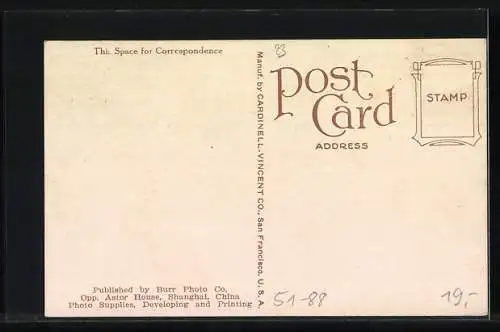 Thi: Space for Correspondence
Published by Burr Photo Co,
Opp. Astor House, Shanghai, China
Photo Supplies, Developing and Printing
Manuf. by CARDINELL-VINCENT CO., San Francisco, U. S. A.
Post
Card
ADDRESS
STAMP
51-88
19,-